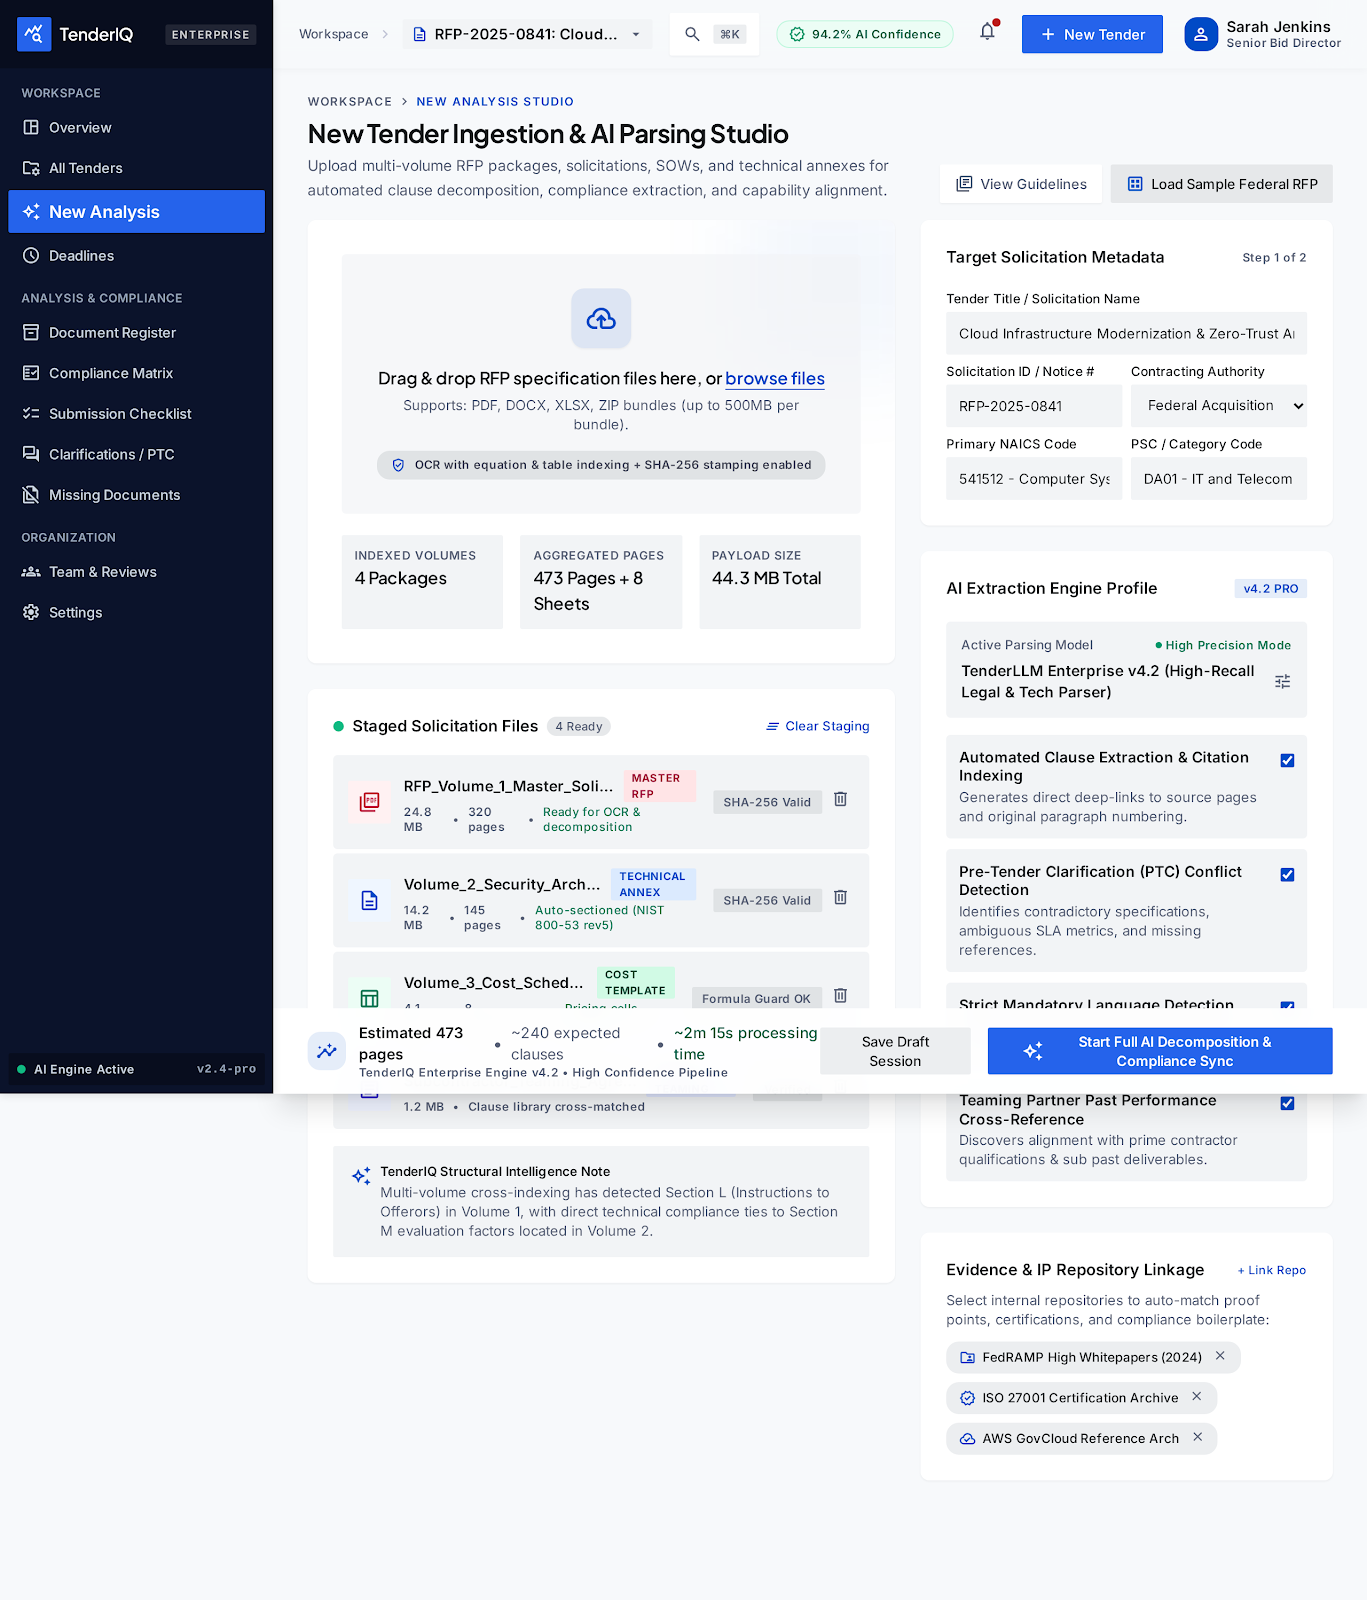 TenderIQ
ENTERPRISE
WORKSPACE
Overview
All Tenders
New Analysis
Deadlines
ANALYSIS & COMPLIANCE
Document Register
Compliance Matrix
Submission Checklist
Clarifications / PTC
Missing Documents
ORGANIZATION
Team & Reviews
Settings
AI Engine Active
v2.4-pro
Workspace
RFP-2025-0841: Cloud...
⌘K
94.2% AI Confidence
New Tender
Sarah Jenkins
Senior Bid Director
WORKSPACE > NEW ANALYSIS STUDIO
New Tender Ingestion & AI Parsing Studio
Upload multi-volume RFP packages, solicitations, SOWs, and technical annexes for
automated clause decomposition, compliance extraction, and capability alignment.
View Guidelines
Load Sample Federal RFP
Drag & drop RFP specification files here, or browse files
Supports: PDF, DOCX, XLSX, ZIP bundles (up to 500MB per
bundle).
OCR with equation & table indexing + SHA-256 stamping enabled
INDEXED VOLUMES
4 Packages
AGGREGATED PAGES
473 Pages + 8
Sheets
PAYLOAD SIZE
44.3 MB Total
Staged Solicitation Files
4 Ready
Clear Staging
RFP_Volume_1_Master_Soli...
MASTER
RFP
24.8
MB
•
320
pages
•
Ready for OCR &
decomposition
SHA-256 Valid
Volume_2_Security_Arch...
TECHNICAL
ANNEX
14.2
MB
•
145
pages
•
Auto-sectioned (NIST
800-53 rev5)
SHA-256 Valid
Volume_3_Cost_Sched...
COST
TEMPLATE
4.1
8
Pricing cells
Formula Guard OK
Estimated 473
pages
•
~240 expected
clauses
•
~2m 15s processing
time
TenderIQ Enterprise Engine v4.2 • High Confidence Pipeline
Save Draft
Session
Start Full AI Decomposition &
Compliance Sync
1.2 MB • Clause library cross-matched
TenderIQ Structural Intelligence Note
Multi-volume cross-indexing has detected Section L (Instructions to
Offerors) in Volume 1, with direct technical compliance ties to Section
M evaluation factors located in Volume 2.
Target Solicitation Metadata
Step 1 of 2
Tender Title / Solicitation Name
Cloud Infrastructure Modernization & Zero-Trust Ar
Solicitation ID / Notice #
RFP-2025-0841
Contracting Authority
Federal Acquisition
Primary NAICS Code
541512 - Computer Sys
PSC / Category Code
DA01 - IT and Telecom
AI Extraction Engine Profile
v4.2 PRO
Active Parsing Model
High Precision Mode
TenderLLM Enterprise v4.2 (High-Recall
Legal & Tech Parser)
Automated Clause Extraction & Citation
Indexing
Generates direct deep-links to source pages
and original paragraph numbering.
Pre-Tender Clarification (PTC) Conflict
Detection
Identifies contradictory specifications,
ambiguous SLA metrics, and missing
references.
Strict Mandatory Language Detection
Teaming Partner Past Performance
Cross-Reference
Discovers alignment with prime contractor
qualifications & sub past deliverables.
Evidence & IP Repository Linkage
+ Link Repo
Select internal repositories to auto-match proof
points, certifications, and compliance boilerplate:
FedRAMP High Whitepapers (2024)
ISO 27001 Certification Archive
AWS GovCloud Reference Arch